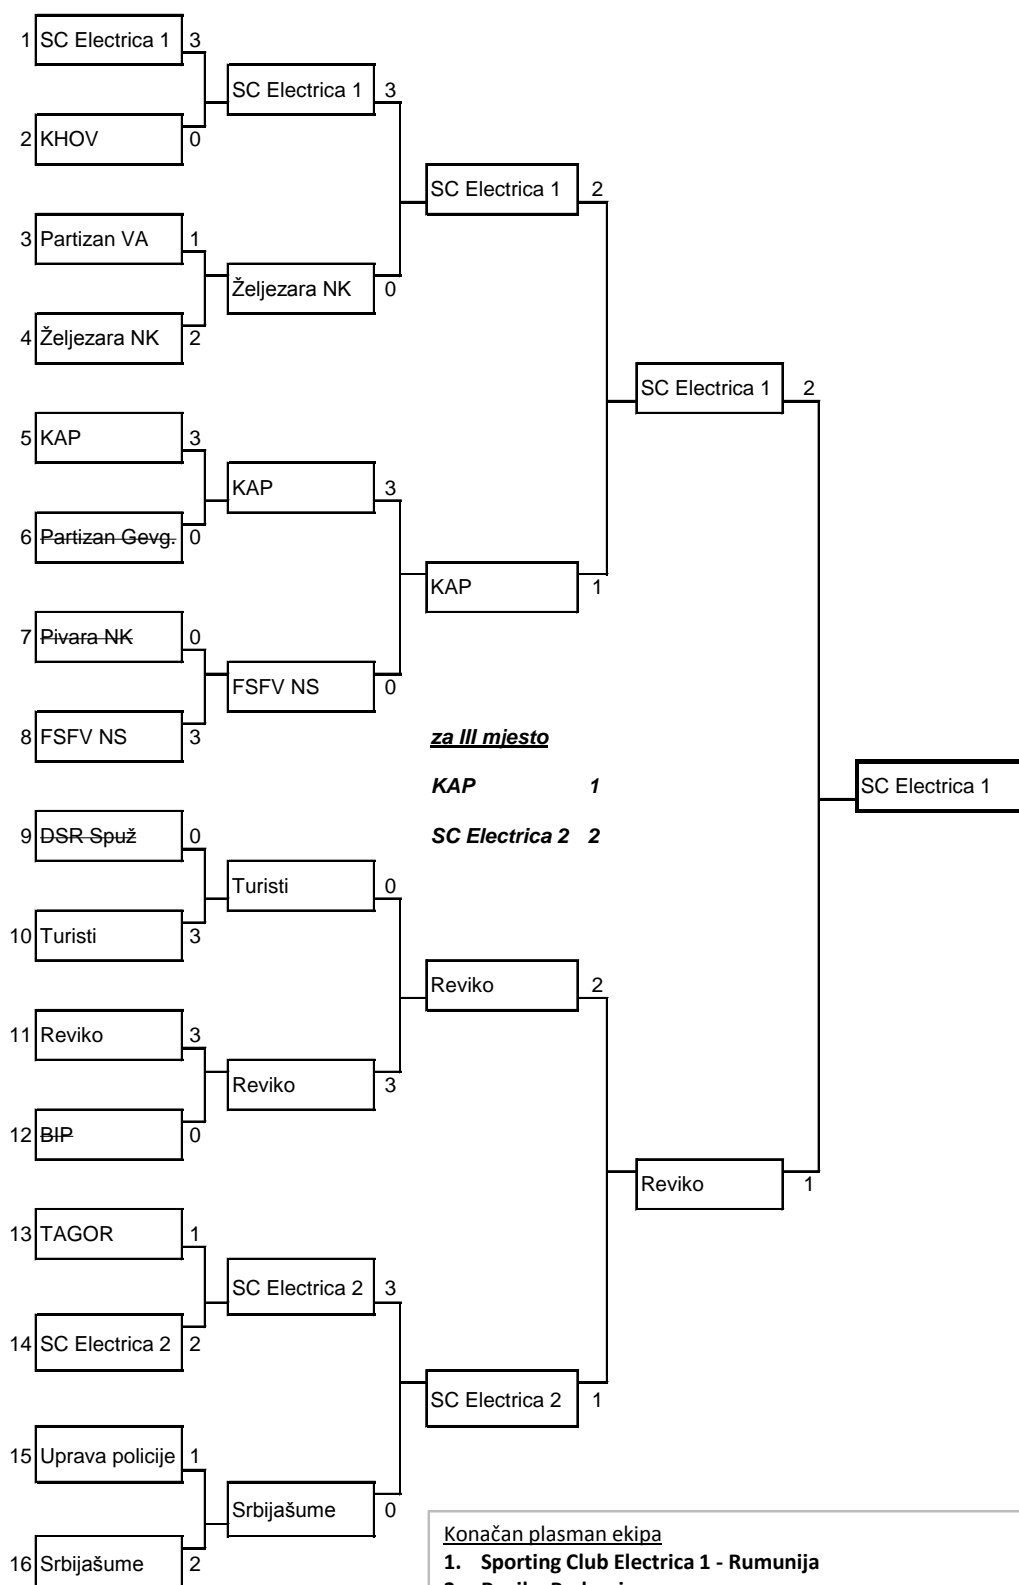 1 SC Electrica 1 3
SC Electrica 1 3
2 KHOV 0
SC Electrica 1 2
3 Partizan VA 1
Željezara NK 0
4 Željezara NK 2
SC Electrica 1 2
5 KAP 3
KAP 3
6 Partizan Gevg. 0
KAP 1
7 Pivara NK 0
FSFV NS 0
8 FSFV NS 3
za III mjesto
KAP 1
SC Electrica 1
9 DSR Spuž 0
SC Electrica 2 2
Turisti 0
10 Turisti 3
Reviko 2
11 Reviko 3
Reviko 3
12 BIP 0
Reviko 1
13 TAGOR 1
SC Electrica 2 3
14 SC Electrica 2 2
SC Electrica 2 1
15 Uprava policije 1
Srbijašume 0
Konačan plasman ekipa
16 Srbijašume 2
1. Sporting Club Electrica 1 - Rumunija